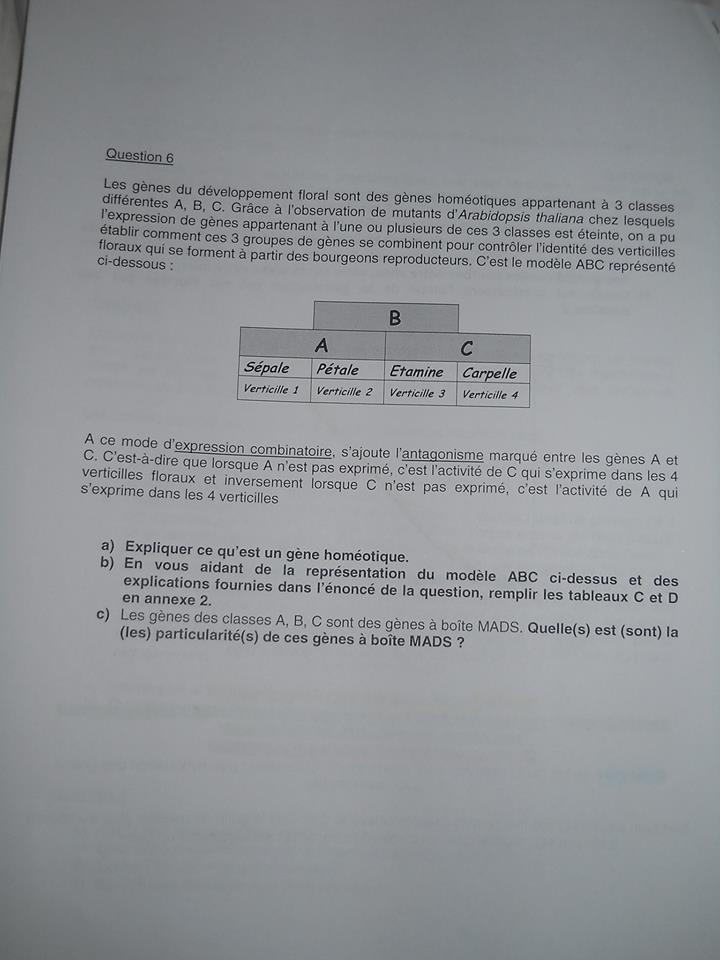 Question 6
Les gènes du développement floral sont des gènes homéotiques appartenant à 3 classes
différentes A, B, C. Grâce à l'observation de mutants d'Arabidopsis thaliana chez lesquels
l'expression de gènes appartenant à l'une ou plusieurs de ces 3 classes est éteinte, on a pu
établir comment ces 3 groupes de gènes se combinent pour contrôler l'identité des verticilles
floraux qui se forment à partir des bourgeons reproducteurs. C'est le modèle ABC représenté
ci-dessous :
B
A C
Sépale Pétale Etamine Carpelle
Verticille 1 Verticille 2 Verticille 3 Verticille 4
A ce mode d'expression combinatoire, s'ajoute l'antagonisme marqué entre les gènes A et
C. C'est-à-dire que lorsque A n'est pas exprimé, c'est l'activité de C qui s'exprime dans les 4
verticilles floraux et inversement lorsque C n'est pas exprimé, c'est l'activité de A qui
s'exprime dans les 4 verticilles
a) Expliquer ce qu'est un gène homéotique.
b) En vous aidant de la représentation du modèle ABC ci-dessus et des
explications fournies dans l'énoncé de la question, remplir les tableaux C et D
en annexe 2.
c) Les gènes des classes A, B, C sont des gènes à boîte MADS. Quelle(s) est (sont) la
(les) particularité(s) de ces gènes à boîte MADS ?